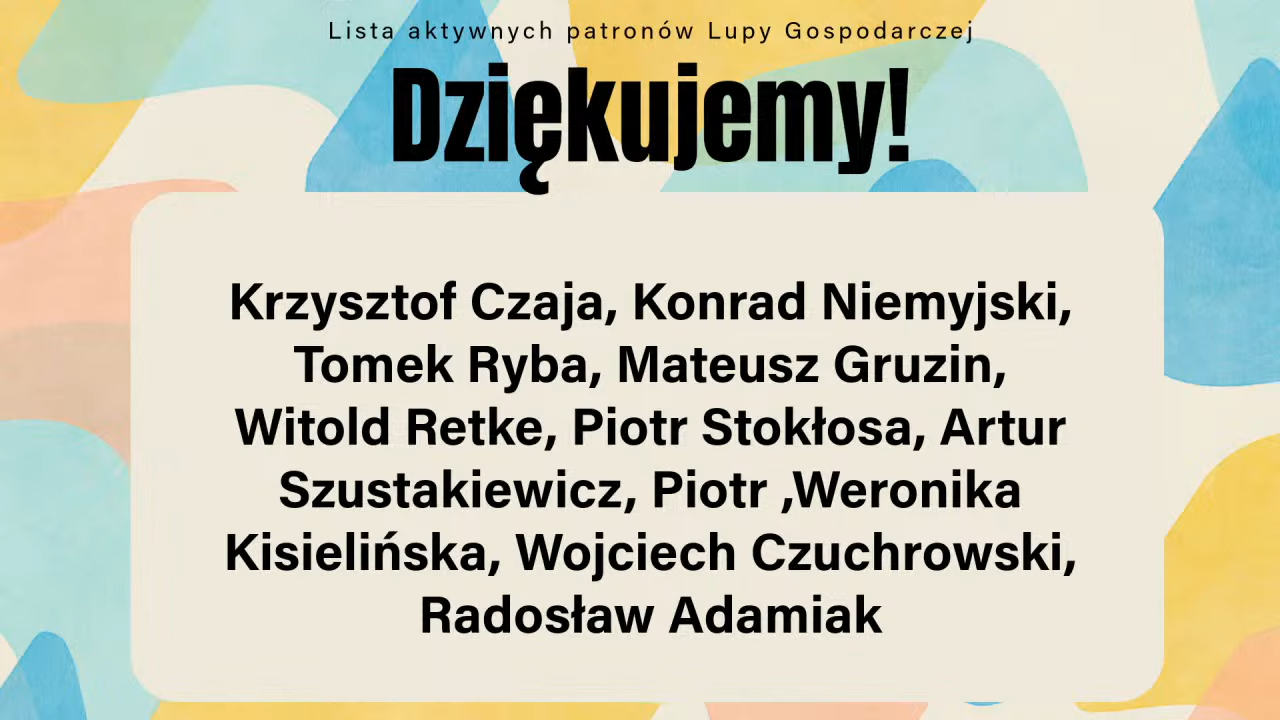 Lista aktywnych patronów Lupy Gospodarczej
Dziękujemy!
Krzysztof Czaja, Konrad Niemyjski,
Tomek Ryba, Mateusz Gruzin,
Witold Retke, Piotr Stokłosa, Artur
Szustakiewicz, Piotr ,Weronika
Kisielińska, Wojciech Czuchrowski,
Radosław Adamiak